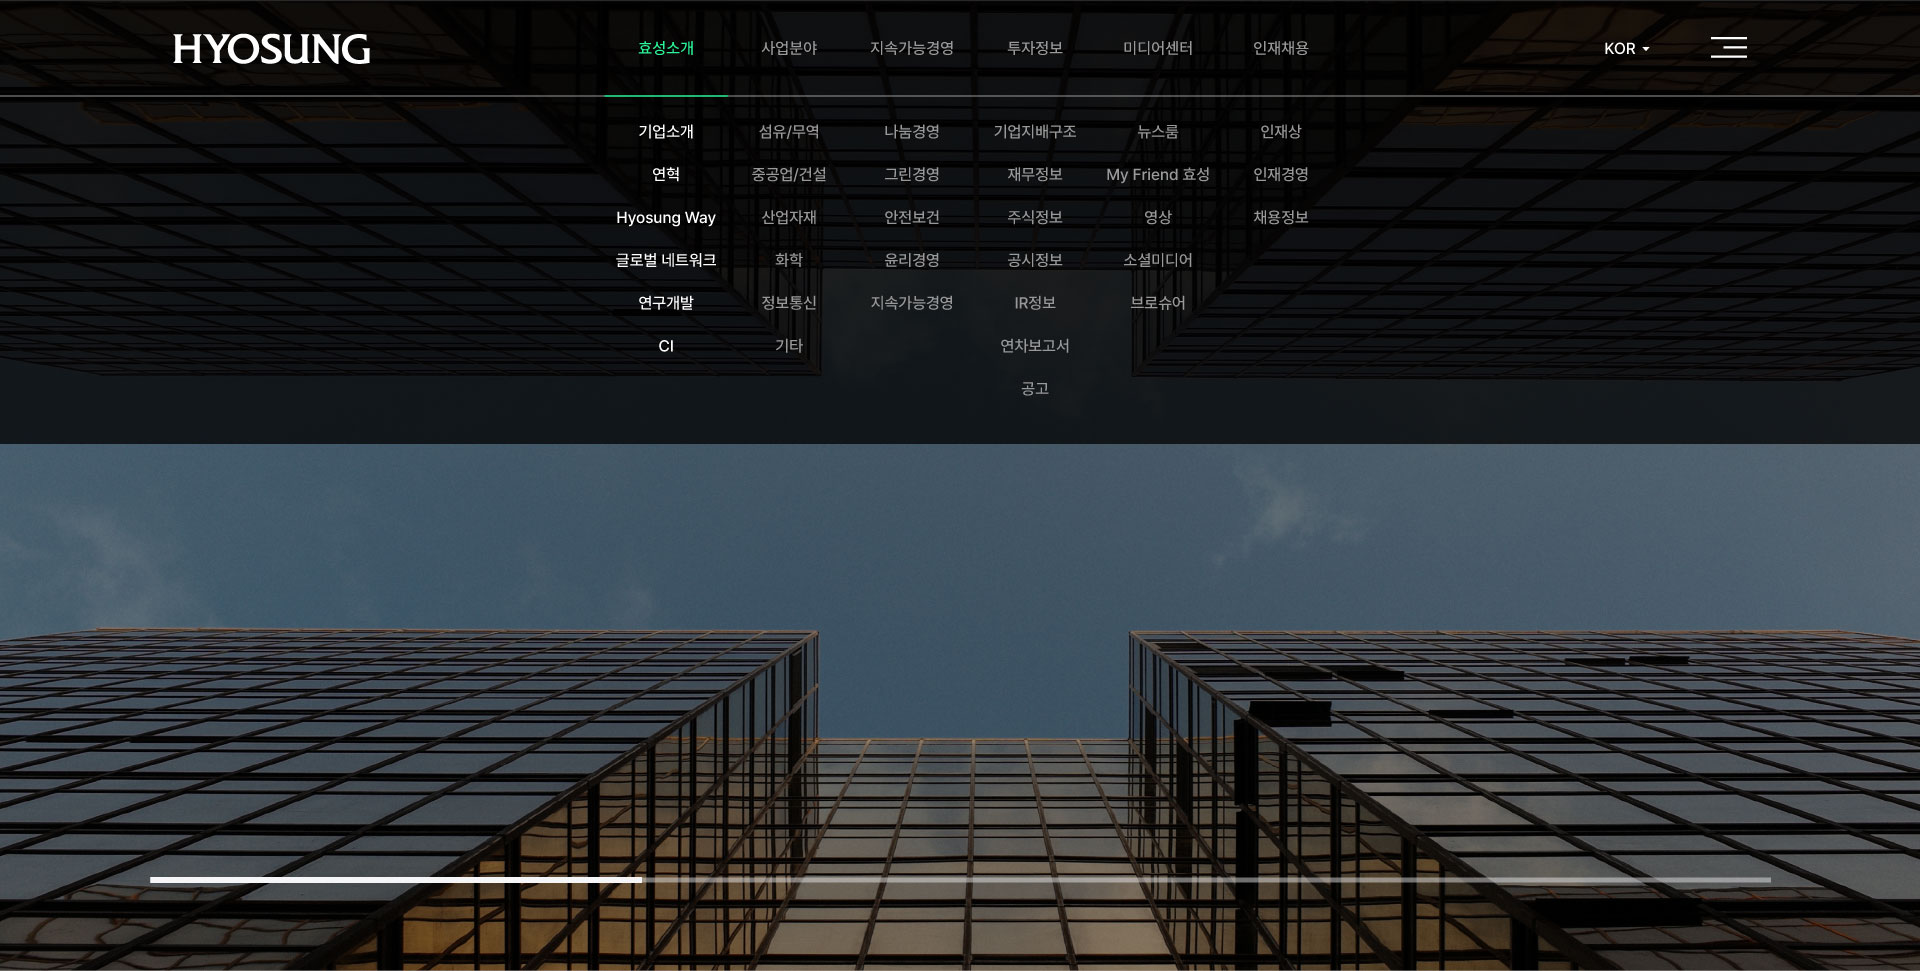 HYOSUNG
효성소개 사업분야 지속가능경영 투자정보 미디어센터 인재채용 KOR
기업소개 섬유/무역 나눔경영 기업지배구조 뉴스룸 인재상
연혁 중공업/건설 그린경영 재무정보 My Friend 효성 인재경영
Hyosung Way 산업자재 안전보건 주식정보 영상 채용정보
글로벌 네트워크 화학 윤리경영 공시정보 소셜미디어
연구개발 정보통신 지속가능경영 IR정보 브로슈어
CI 기타 연차보고서
공고